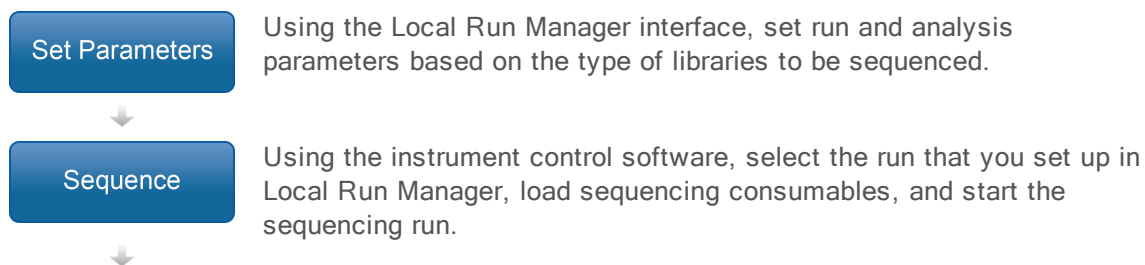 Set Parameters
Using the Local Run Manager interface, set run and analysis
parameters based on the type of libraries to be sequenced.
Sequence
Using the instrument control software, select the run that you set up in
Local Run Manager, load sequencing consumables, and start the
sequencing run.